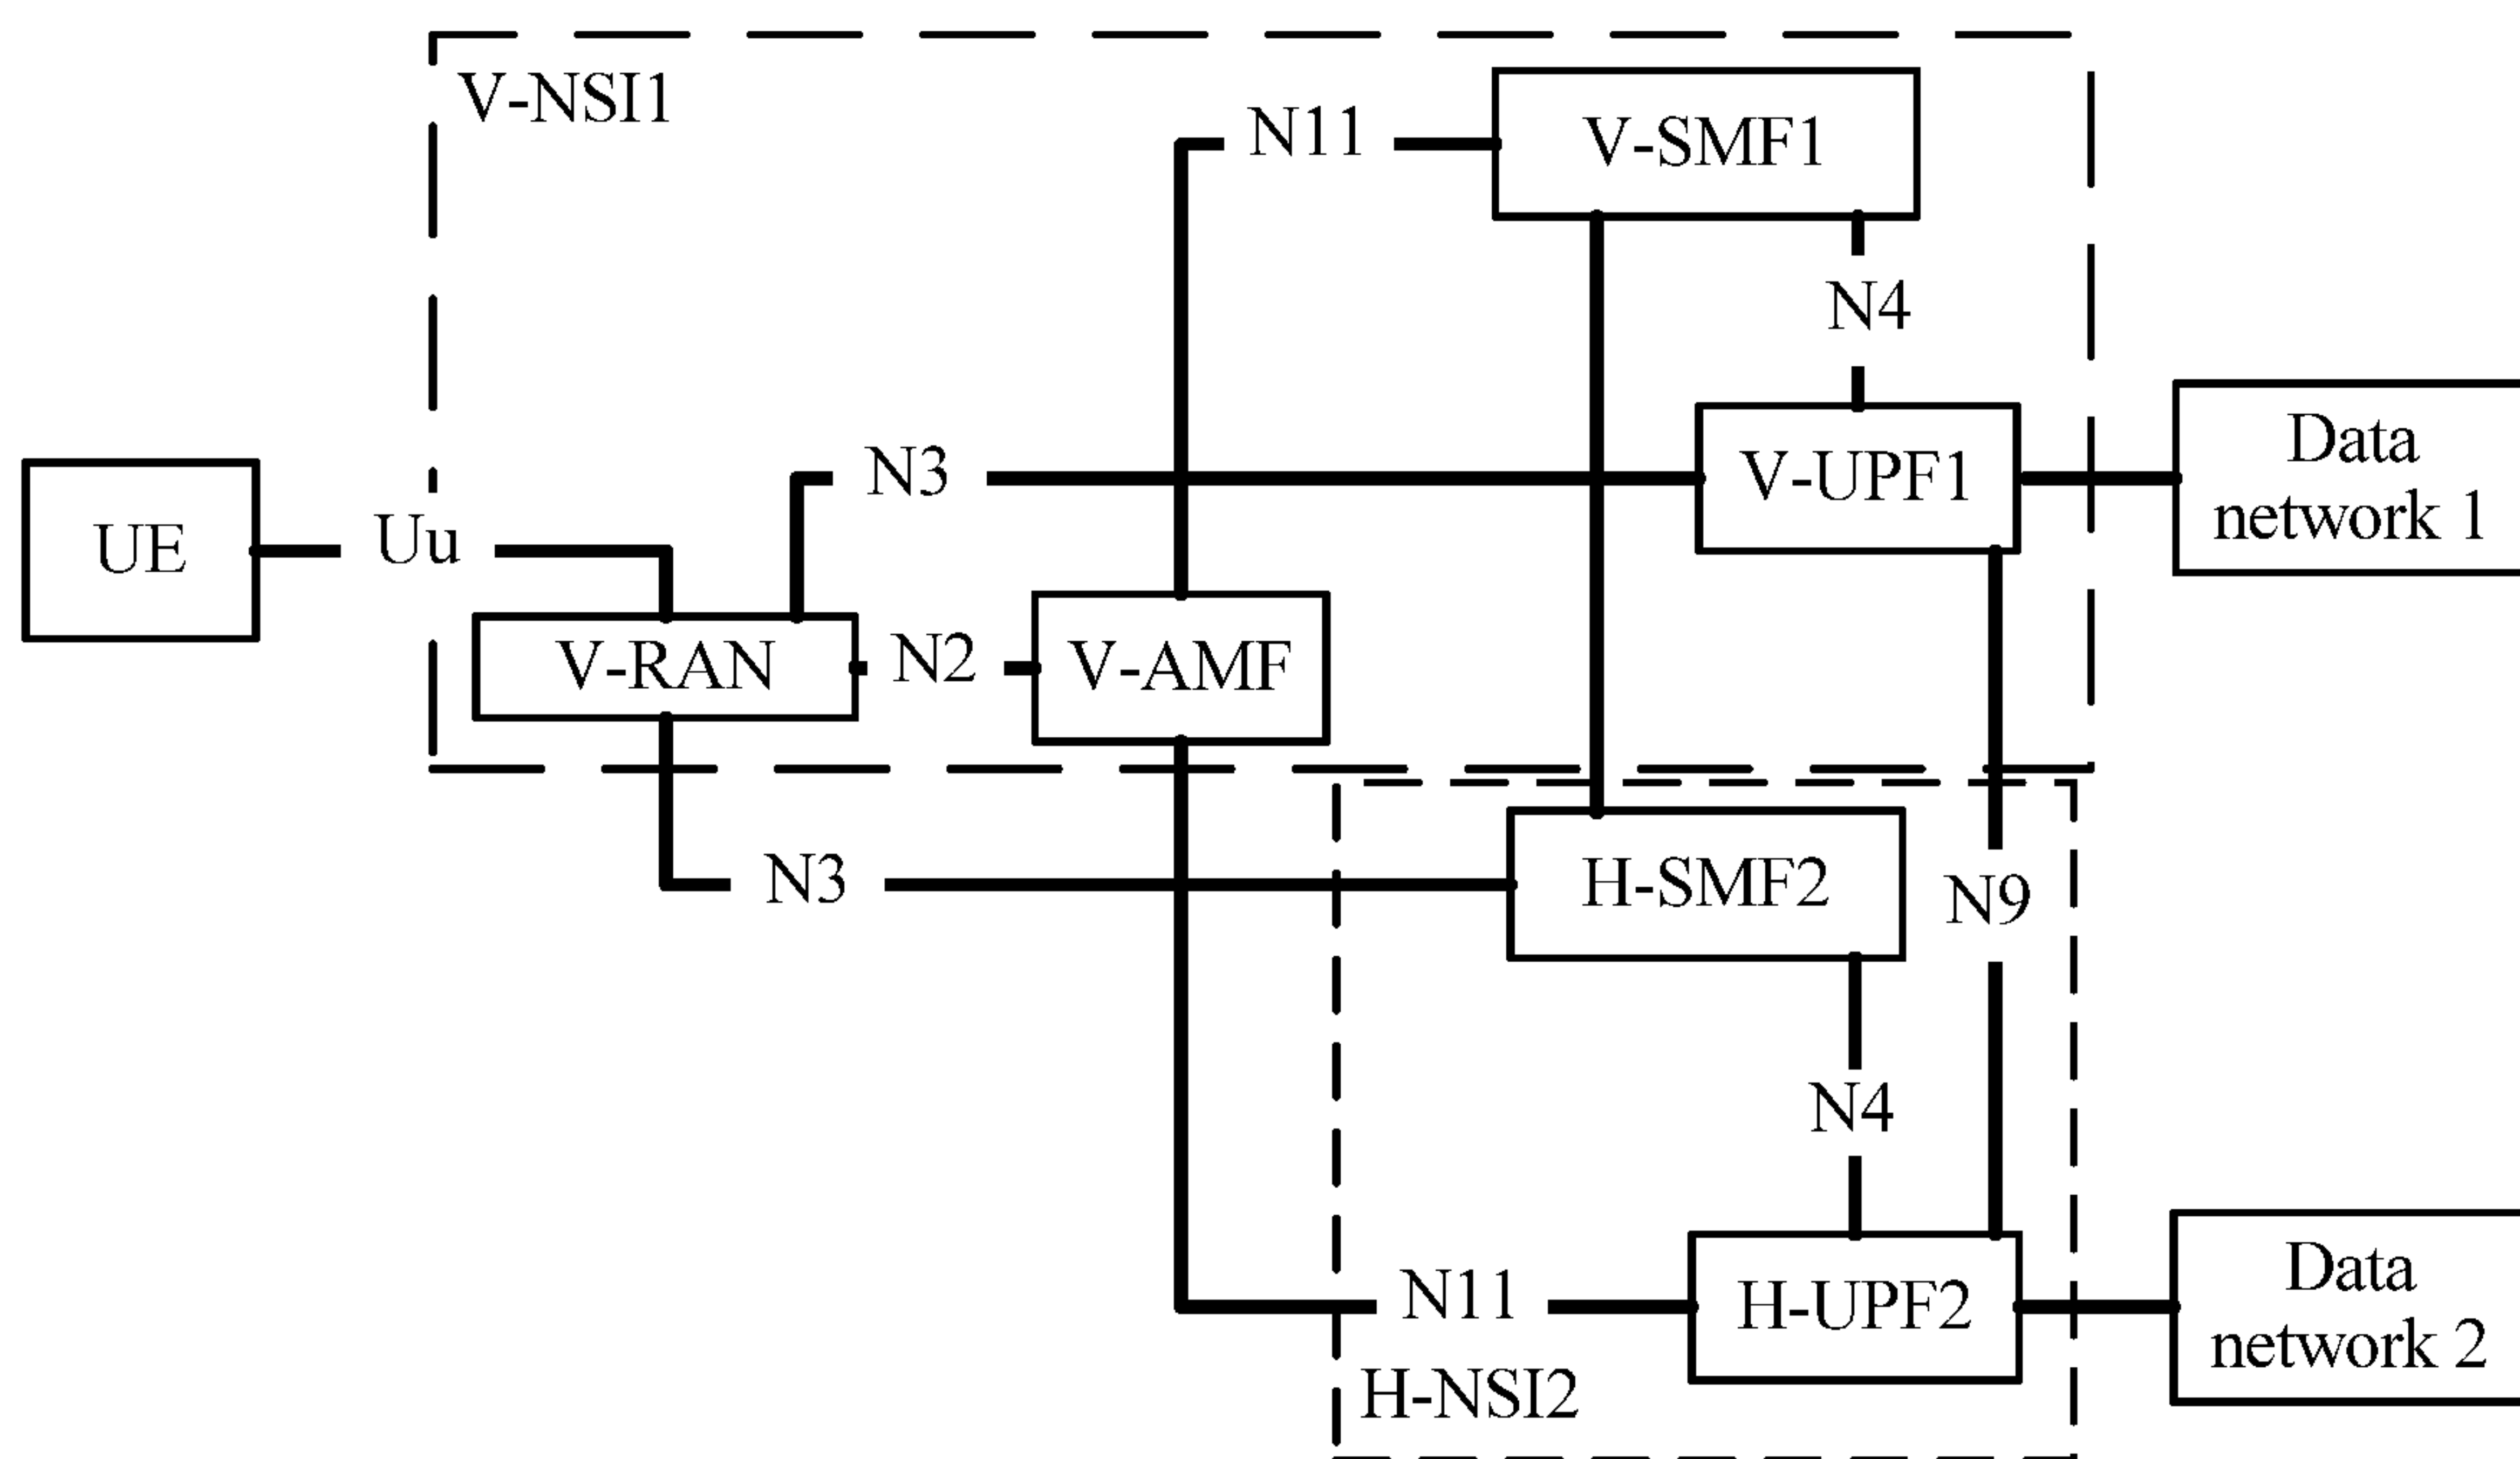 V-NSI1
N11
V-SMF1
N4
N3
V-UPF1
Data
network 1
UE
Uu
V-RAN
N2
V-AMF
N3
H-SMF2
N9
N4
N11
H-UPF2
Data
network 2
H-NSI2